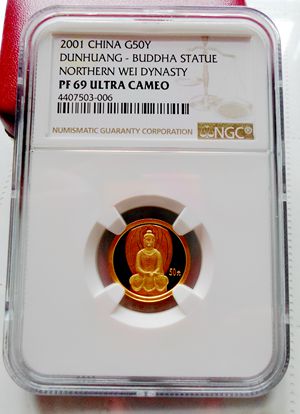 2001 CHINA G50Y
DUNHUANG - BUDDHA STATUE
NORTHERN WEI DYNASTY
PF 69 ULTRA CAMEO
4407503-006
NUMISMATIC GUARANTY CORPORATION
NGC®
50元